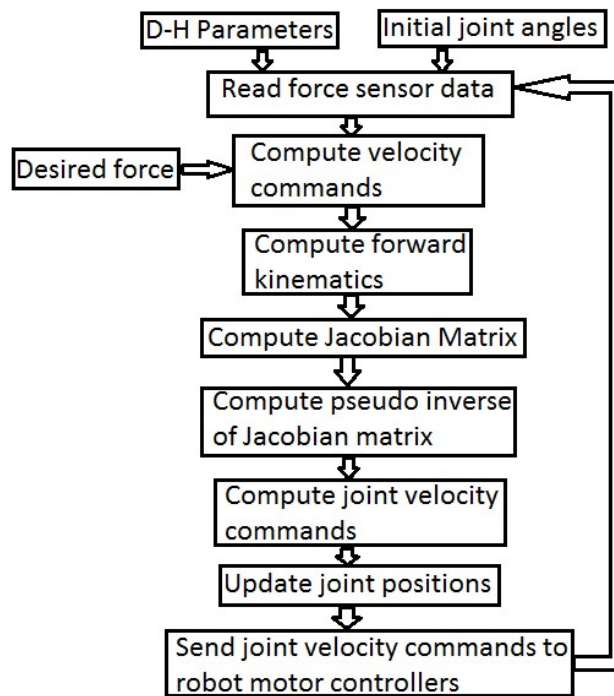 D-H Parameters
Initial joint angles
Read force sensor data
Desired force
Compute velocity
commands
Compute forward
kinematics
Compute Jacobian Matrix
Compute pseudo inverse
of Jacobian matrix
Compute joint velocity
commands
Update joint positions
Send joint velocity commands to
robot motor controllers